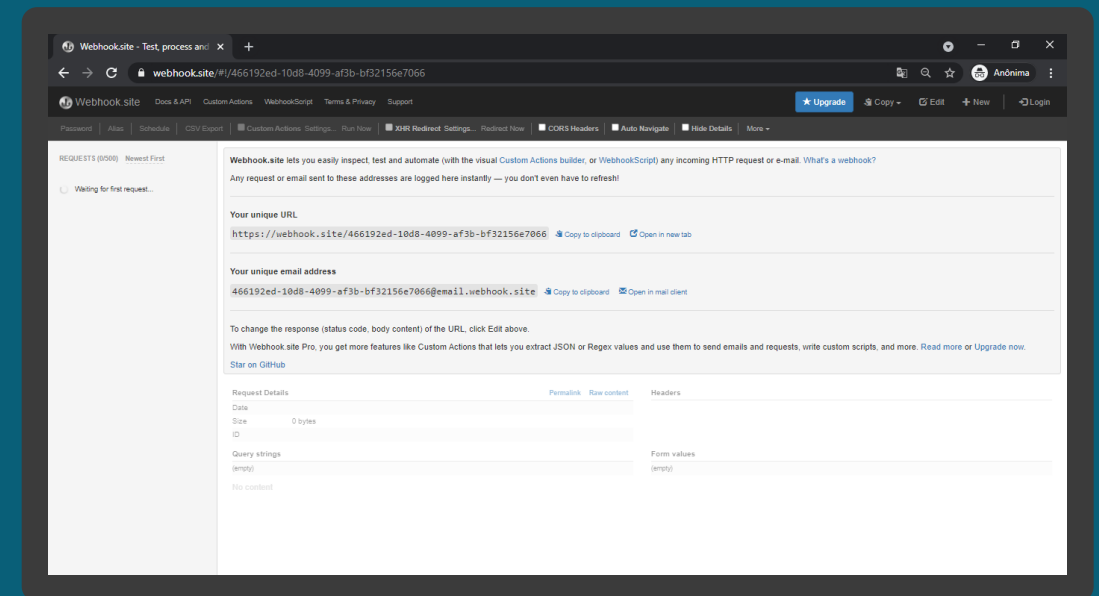 Webhook.site - Test, process and
webhook.site/#!/466192ed-10d8-4099-af3b-bf32156e7066
Anônima
Webhook.site Docs & API Custom Actions WebhookScript Terms & Privacy Support Upgrade Copy Edit New Login
Password Alias Schedule CSV Export Custom Actions Settings... Run Now XHR Redirect Settings... Redirect Now CORS Headers Auto Navigate Hide Details More
REQUESTS (0/500) Newest First
Waiting for first request...
Webhook.site lets you easily inspect, test and automate (with the visual Custom Actions builder, or WebhookScript) any incoming HTTP request or e-mail. What's a webhook?
Any request or email sent to these addresses are logged here instantly — you don't even have to refresh!
Your unique URL
https://webhook.site/466192ed-10d8-4099-af3b-bf32156e7066 Copy to clipboard Open in new tab
Your unique email address
466192ed-10d8-4099-af3b-bf32156e7066@email.webhook.site Copy to clipboard Open in mail client
To change the response (status code, body content) of the URL, click Edit above.
With Webhook.site Pro, you get more features like Custom Actions that lets you extract JSON or Regex values and use them to send emails and requests, write custom scripts, and more. Read more or Upgrade now.
Star on GitHub
Request Details Permalink Raw content Headers
Date
Size 0 bytes
ID
Query strings Form values
(empty) (empty)
No content